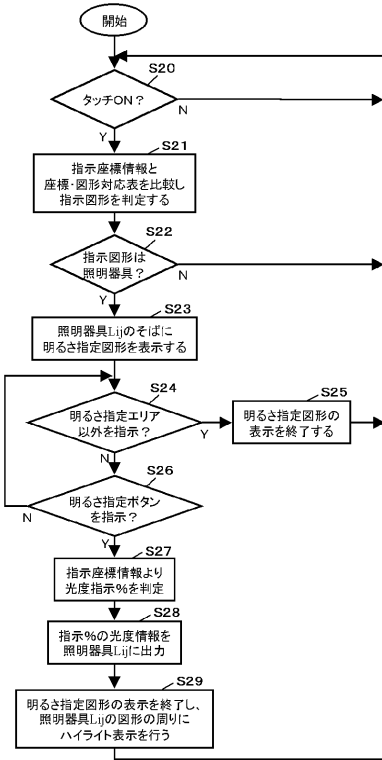 開始
S20
タッチON？
N
Y
S21
指示座標情報と
座標・図形対応表を比較し
指示図形を判定する
S22
指示図形は
照明器具？
N
Y
S23
照明器具Lijのそばに
明るさ指定図形を表示する
S24
明るさ指定エリア
以外を指示？
Y
N
S25
明るさ指定図形の
表示を終了する
S26
明るさ指定ボタン
を指示？
N
Y
S27
指示座標情報より
光度指示%を判定
S28
指示%の光度情報を
照明器具Lijに出力
S29
明るさ指定図形の表示を終了し、
照明器具Lijの図形の周りに
ハイライト表示を行う